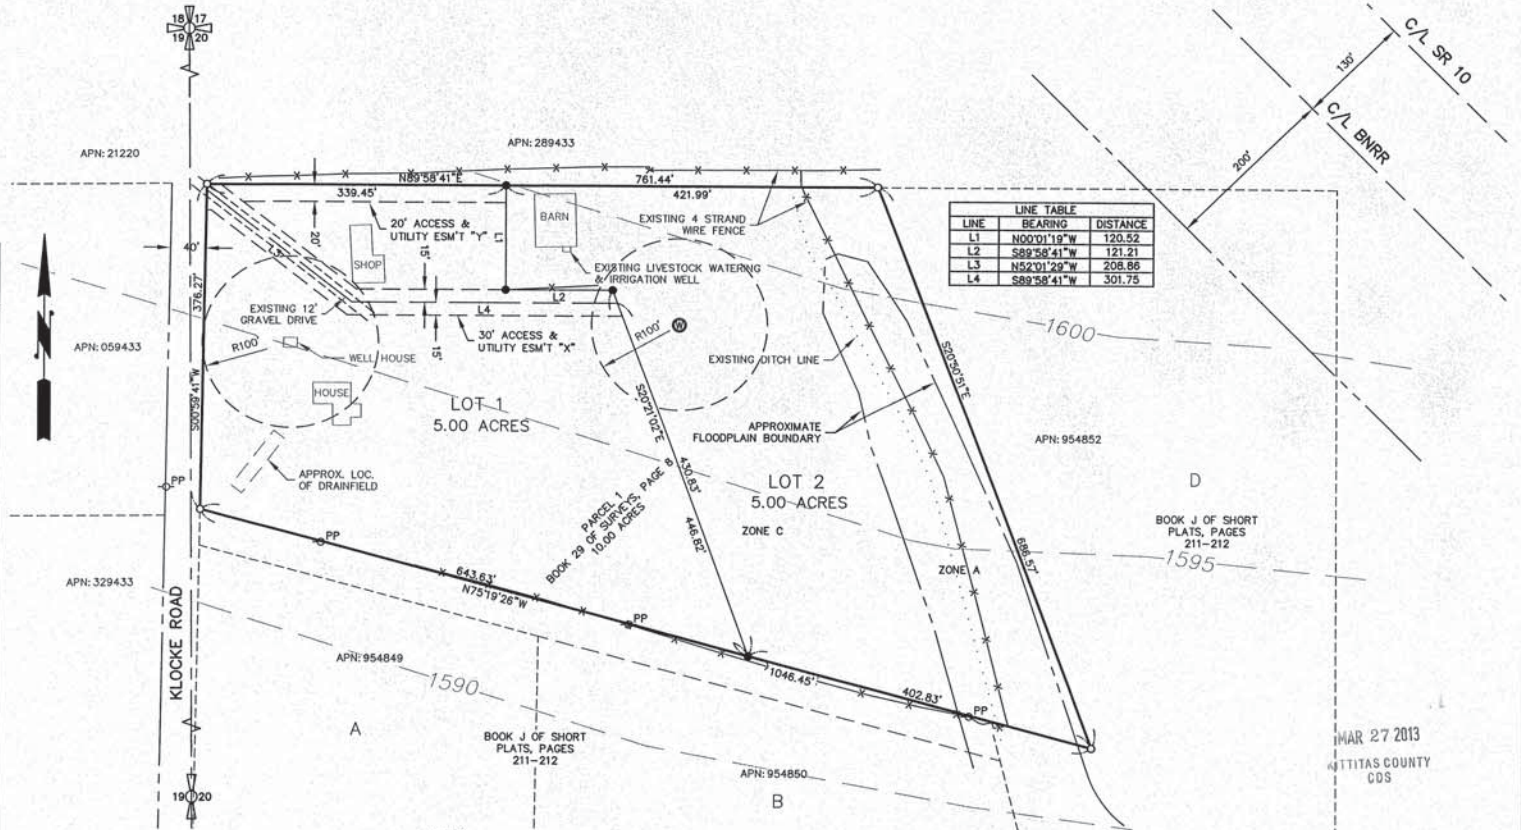 18 17
19 20
C/L SR 10
130'
C/L BNRR
200'
APN: 289433
APN: 21220
N89°58'41"E
761.44'
339.45'
421.99'
20' ACCESS &
UTILITY ESM'T "Y"
20'
15'
L1
BARN
EXISTING 4 STRAND
WIRE FENCE
LINE TABLE
LINE BEARING DISTANCE
L1 N00°01'19"W 120.52
L2 S89°58'41"W 121.21
L3 N52°01'29"W 208.86
L4 S89°58'41"W 301.75
40'
L3
SHOP
EXISTING LIVESTOCK WATERING
& IRRIGATION WELL
376.27'
S00°59'41"W
EXISTING 12'
GRAVEL DRIVE
L2
L4
15'
30' ACCESS &
UTILITY ESM'T "X"
W
R100'
R100'
1600
N
APN: 059433
WELL HOUSE
EXISTING DITCH LINE
S20°50'51"E
HOUSE
LOT 1
5.00 ACRES
S20°21'02"E
APPROXIMATE
FLOODPLAIN BOUNDARY
APN: 954852
430.83'
446.82'
PP
APPROX. LOC.
OF DRAINFIELD
PARCEL 1
BOOK 29 OF SURVEYS, PAGE 8
10.00 ACRES
LOT 2
5.00 ACRES
ZONE C
D
BOOK J OF SHORT
PLATS, PAGES
211-212
PP
686.57'
1595
ZONE A
643.63'
N75°19'26"W
APN: 329433
KLOCKE ROAD
PP
APN: 954849
1590
1046.45'
402.83'
PP
A
BOOK J OF SHORT
PLATS, PAGES
211-212
APN: 954850
B
MAR 27 2013
KITTITAS COUNTY
CDS
19 20